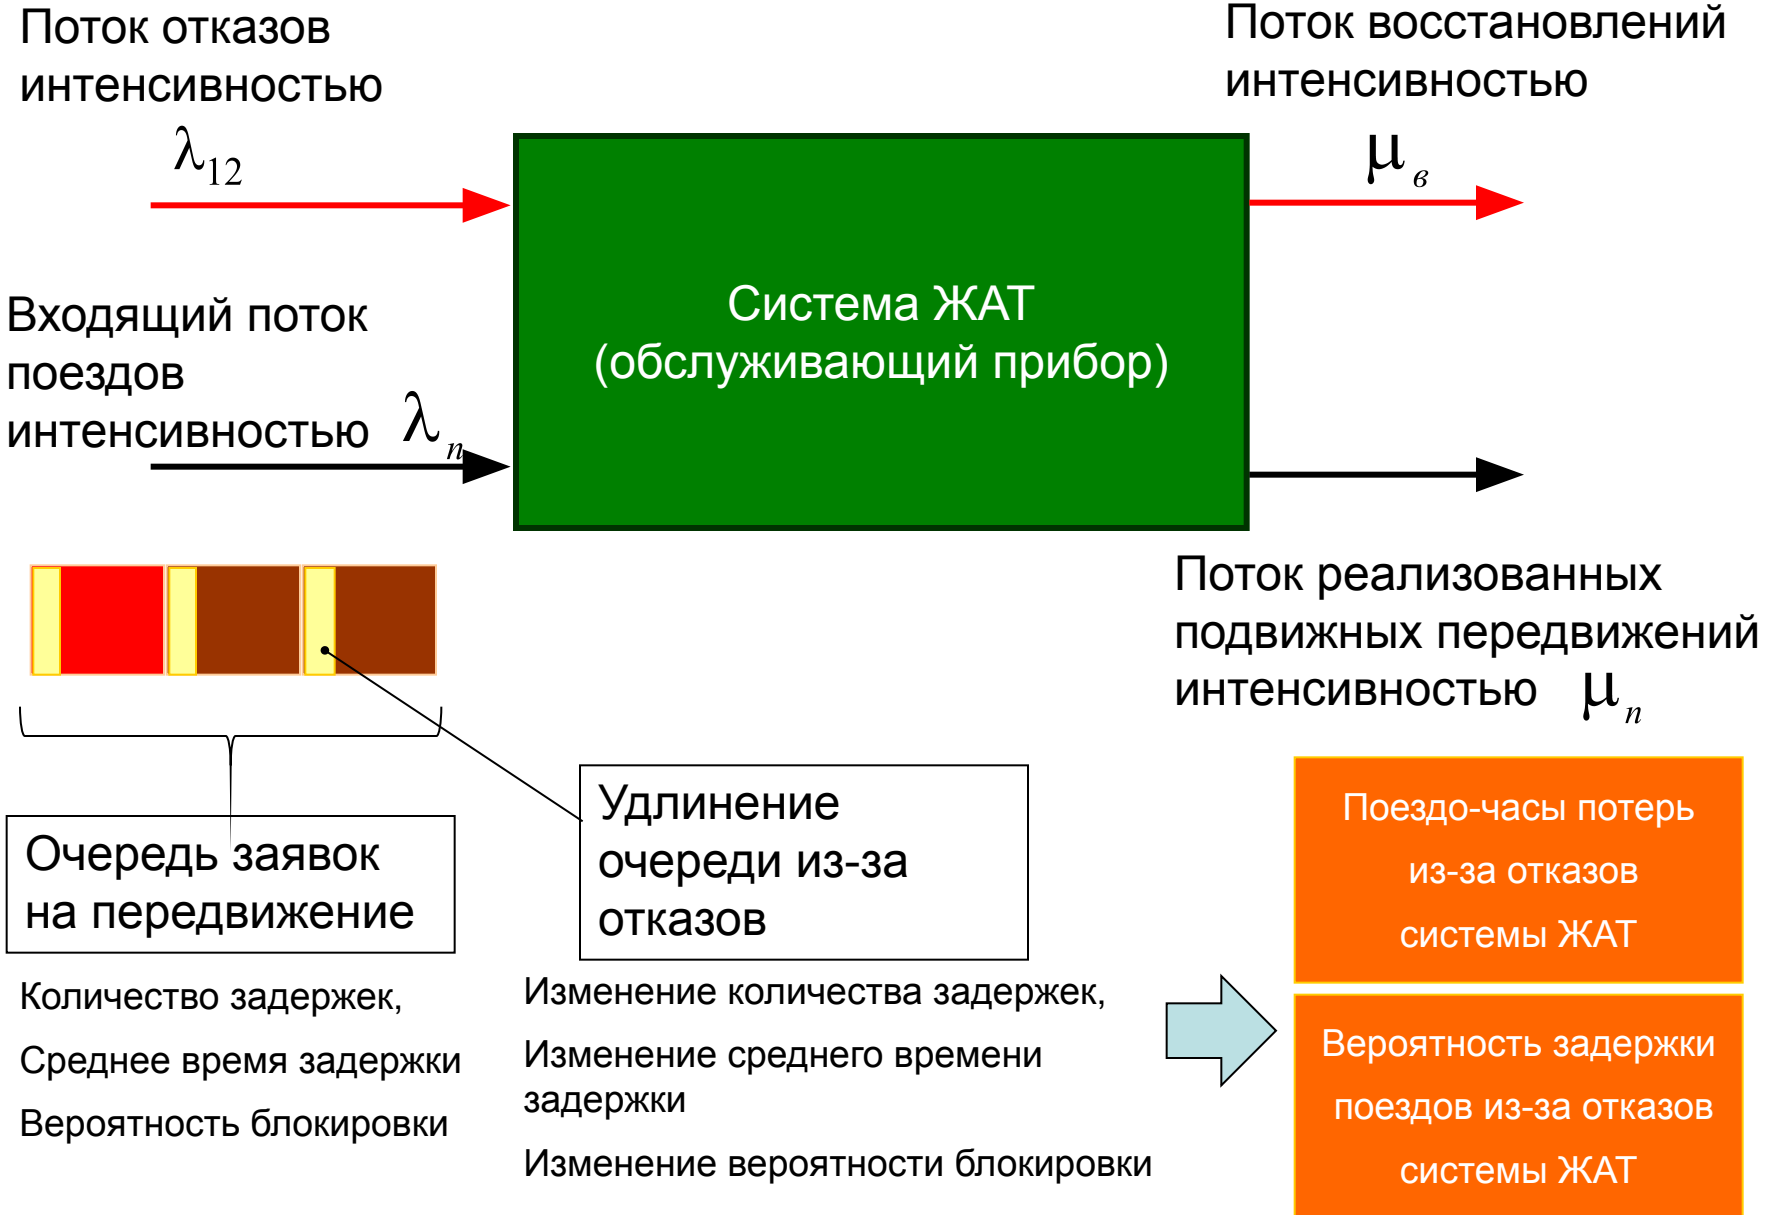 Поток отказов
интенсивностью
λ12
Поток восстановлений
интенсивностью
μв
Входящий поток
поездов
интенсивностью λп
Система ЖАТ
(обслуживающий прибор)
Поток реализованных
подвижных передвижений
интенсивностью μп
Очередь заявок
на передвижение
Удлинение
очереди из-за
отказов
Количество задержек,
Среднее время задержки
Вероятность блокировки
Изменение количества задержек,
Изменение среднего времени
задержки
Изменение вероятности блокировки
Поездо-часы потерь
из-за отказов
системы ЖАТ
Вероятность задержки
поездов из-за отказов
системы ЖАТ